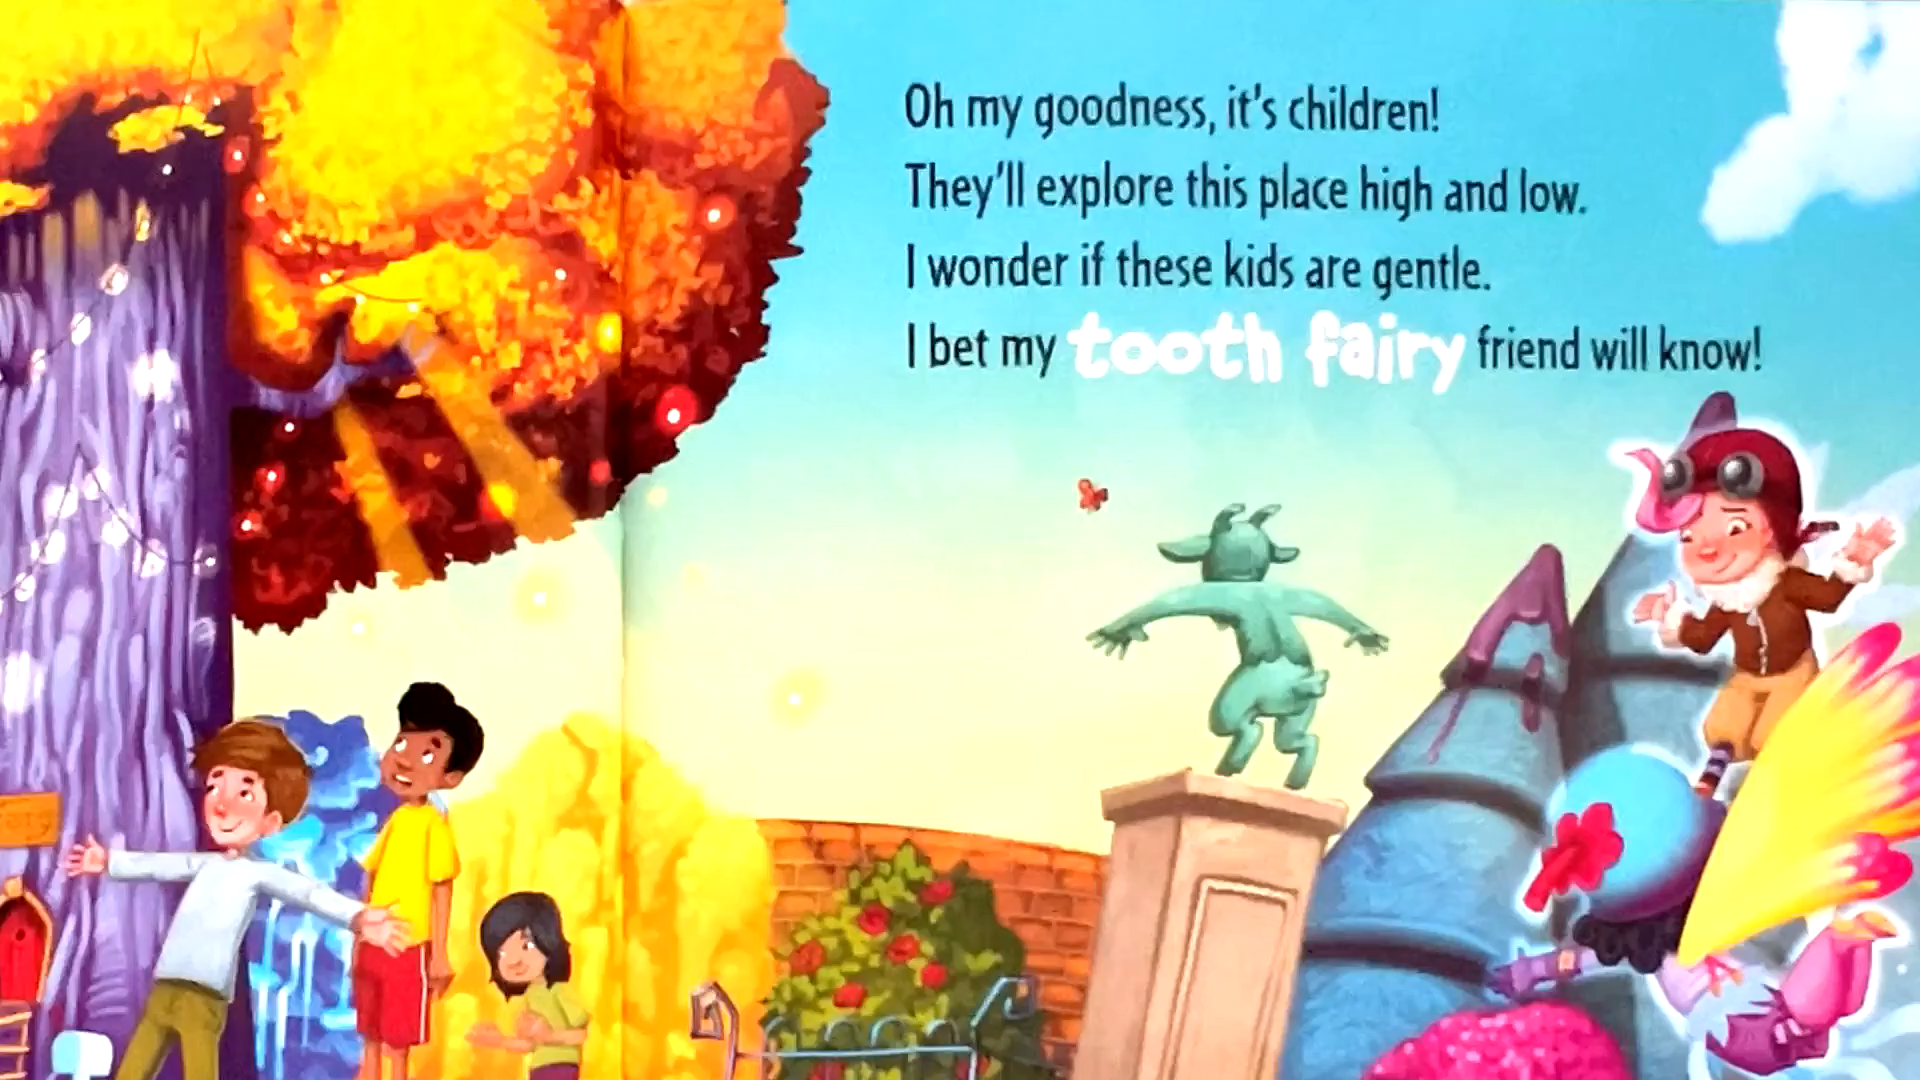 Oh my goodness, it's children!
They'll explore this place high and low.
I wonder if these kids are gentle.
I bet my tooth fairy friend will know!